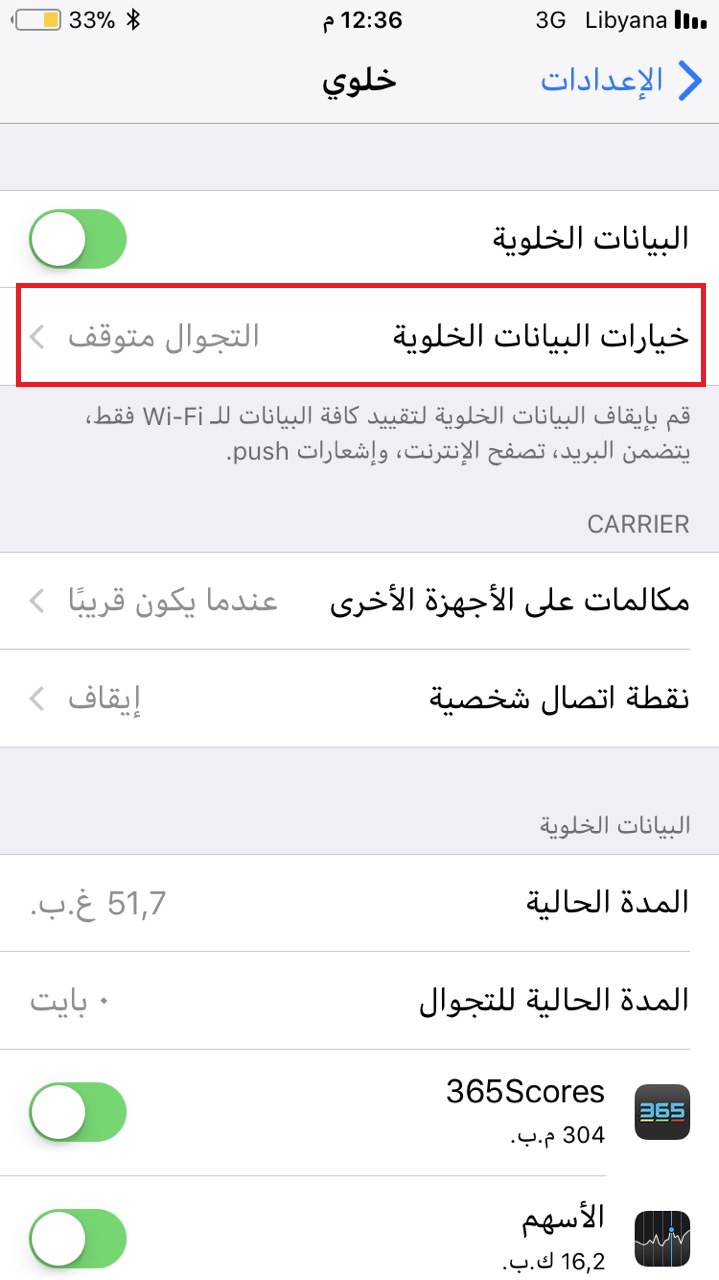 33% 12:36 م 3G Libyana
الإعدادات
خلوي
البيانات الخلوية
خيارات البيانات الخلوية التجوال متوقف
قم بإيقاف البيانات الخلوية لتقييد كافة البيانات للـ Wi-Fi فقط،
يتضمن البريد، تصفح الإنترنت، وإشعارات push.
CARRIER
مكالمات على الأجهزة الأخرى عندما يكون قريبًا
نقطة اتصال شخصية إيقاف
البيانات الخلوية
المدة الحالية 51,7 غ.ب.
المدة الحالية للتجوال ٠ بايت
365Scores
365
304 م.ب.
الأسهم
16,2 ك.ب.